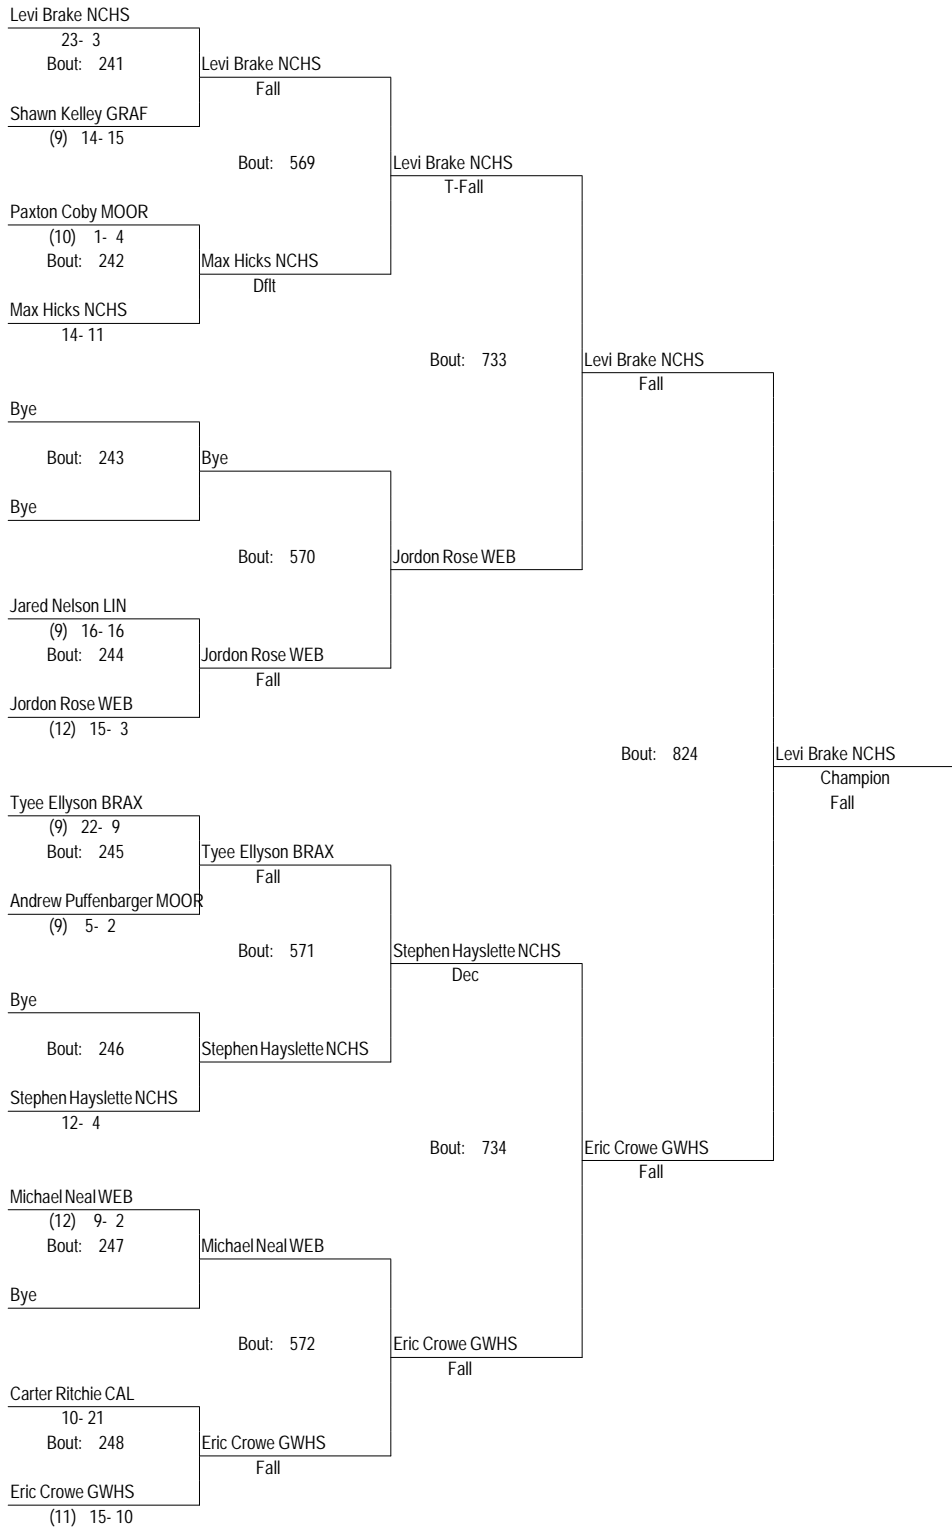 Levi Brake NCHS
23- 3
Bout: 241
Levi Brake NCHS
Fall
Shawn Kelley GRAF
(9) 14- 15
Bout: 569
Levi Brake NCHS
T-Fall
Paxton Coby MOOR
(10) 1- 4
Bout: 242
Max Hicks NCHS
Dflt
Max Hicks NCHS
14- 11
Bout: 733
Levi Brake NCHS
Fall
Bye
Bout: 243
Bye
Bye
Bout: 570
Jordon Rose WEB
Jared Nelson LIN
(9) 16- 16
Bout: 244
Jordon Rose WEB
Fall
Jordon Rose WEB
(12) 15- 3
Bout: 824
Levi Brake NCHS
Champion
Fall
Tyee Ellyson BRAX
(9) 22- 9
Bout: 245
Tyee Ellyson BRAX
Fall
Andrew Puffenbarger MOOR
(9) 5- 2
Bout: 571
Stephen Hayslette NCHS
Dec
Bye
Bout: 246
Stephen Hayslette NCHS
Stephen Hayslette NCHS
12- 4
Bout: 734
Eric Crowe GWHS
Fall
Michael Neal WEB
(12) 9- 2
Bout: 247
Michael Neal WEB
Bye
Bout: 572
Eric Crowe GWHS
Fall
Carter Ritchie CAL
10- 21
Bout: 248
Eric Crowe GWHS
Fall
Eric Crowe GWHS
(11) 15- 10